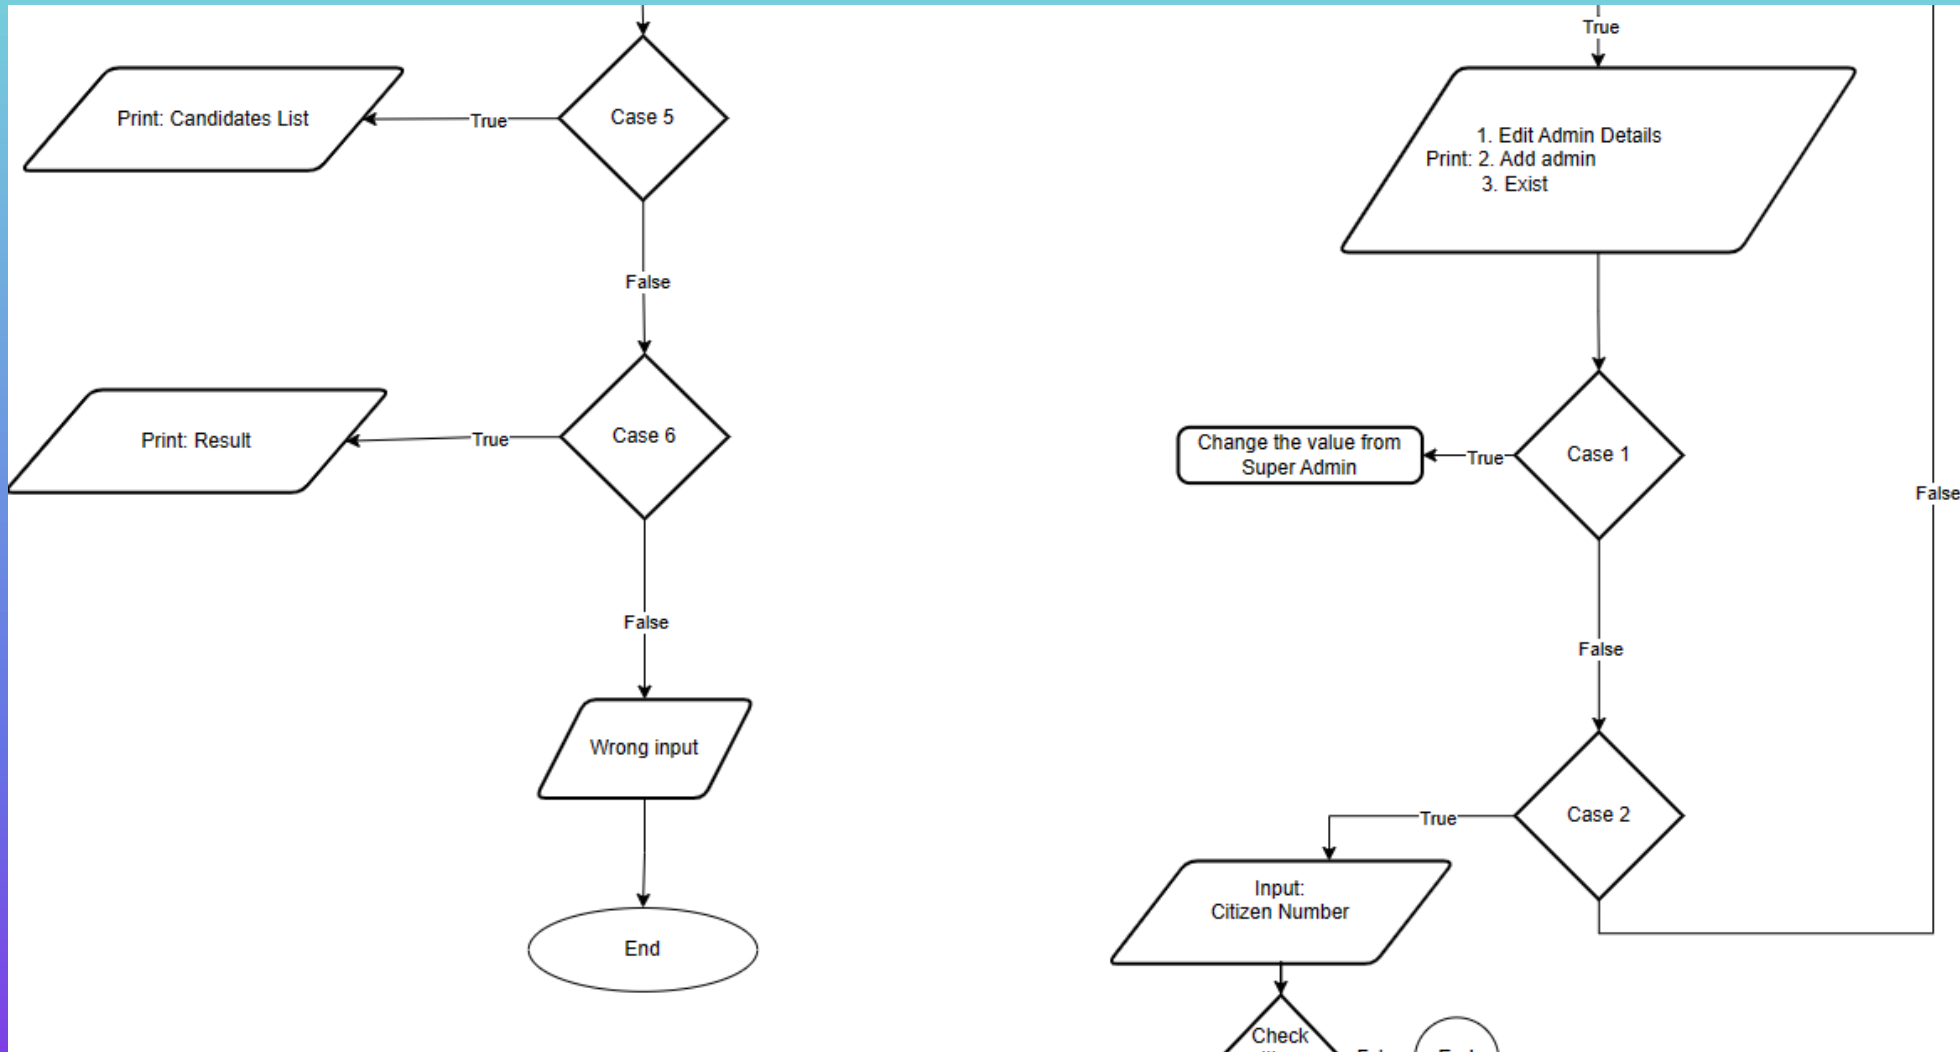 True
Print: Candidates List
True
Case 5
1. Edit Admin Details
Print: 2. Add admin
3. Exist
False
Print: Result
True
Case 6
Change the value from
Super Admin
True
Case 1
False
False
False
Wrong input
Case 2
True
Input:
Citizen Number
End
Check